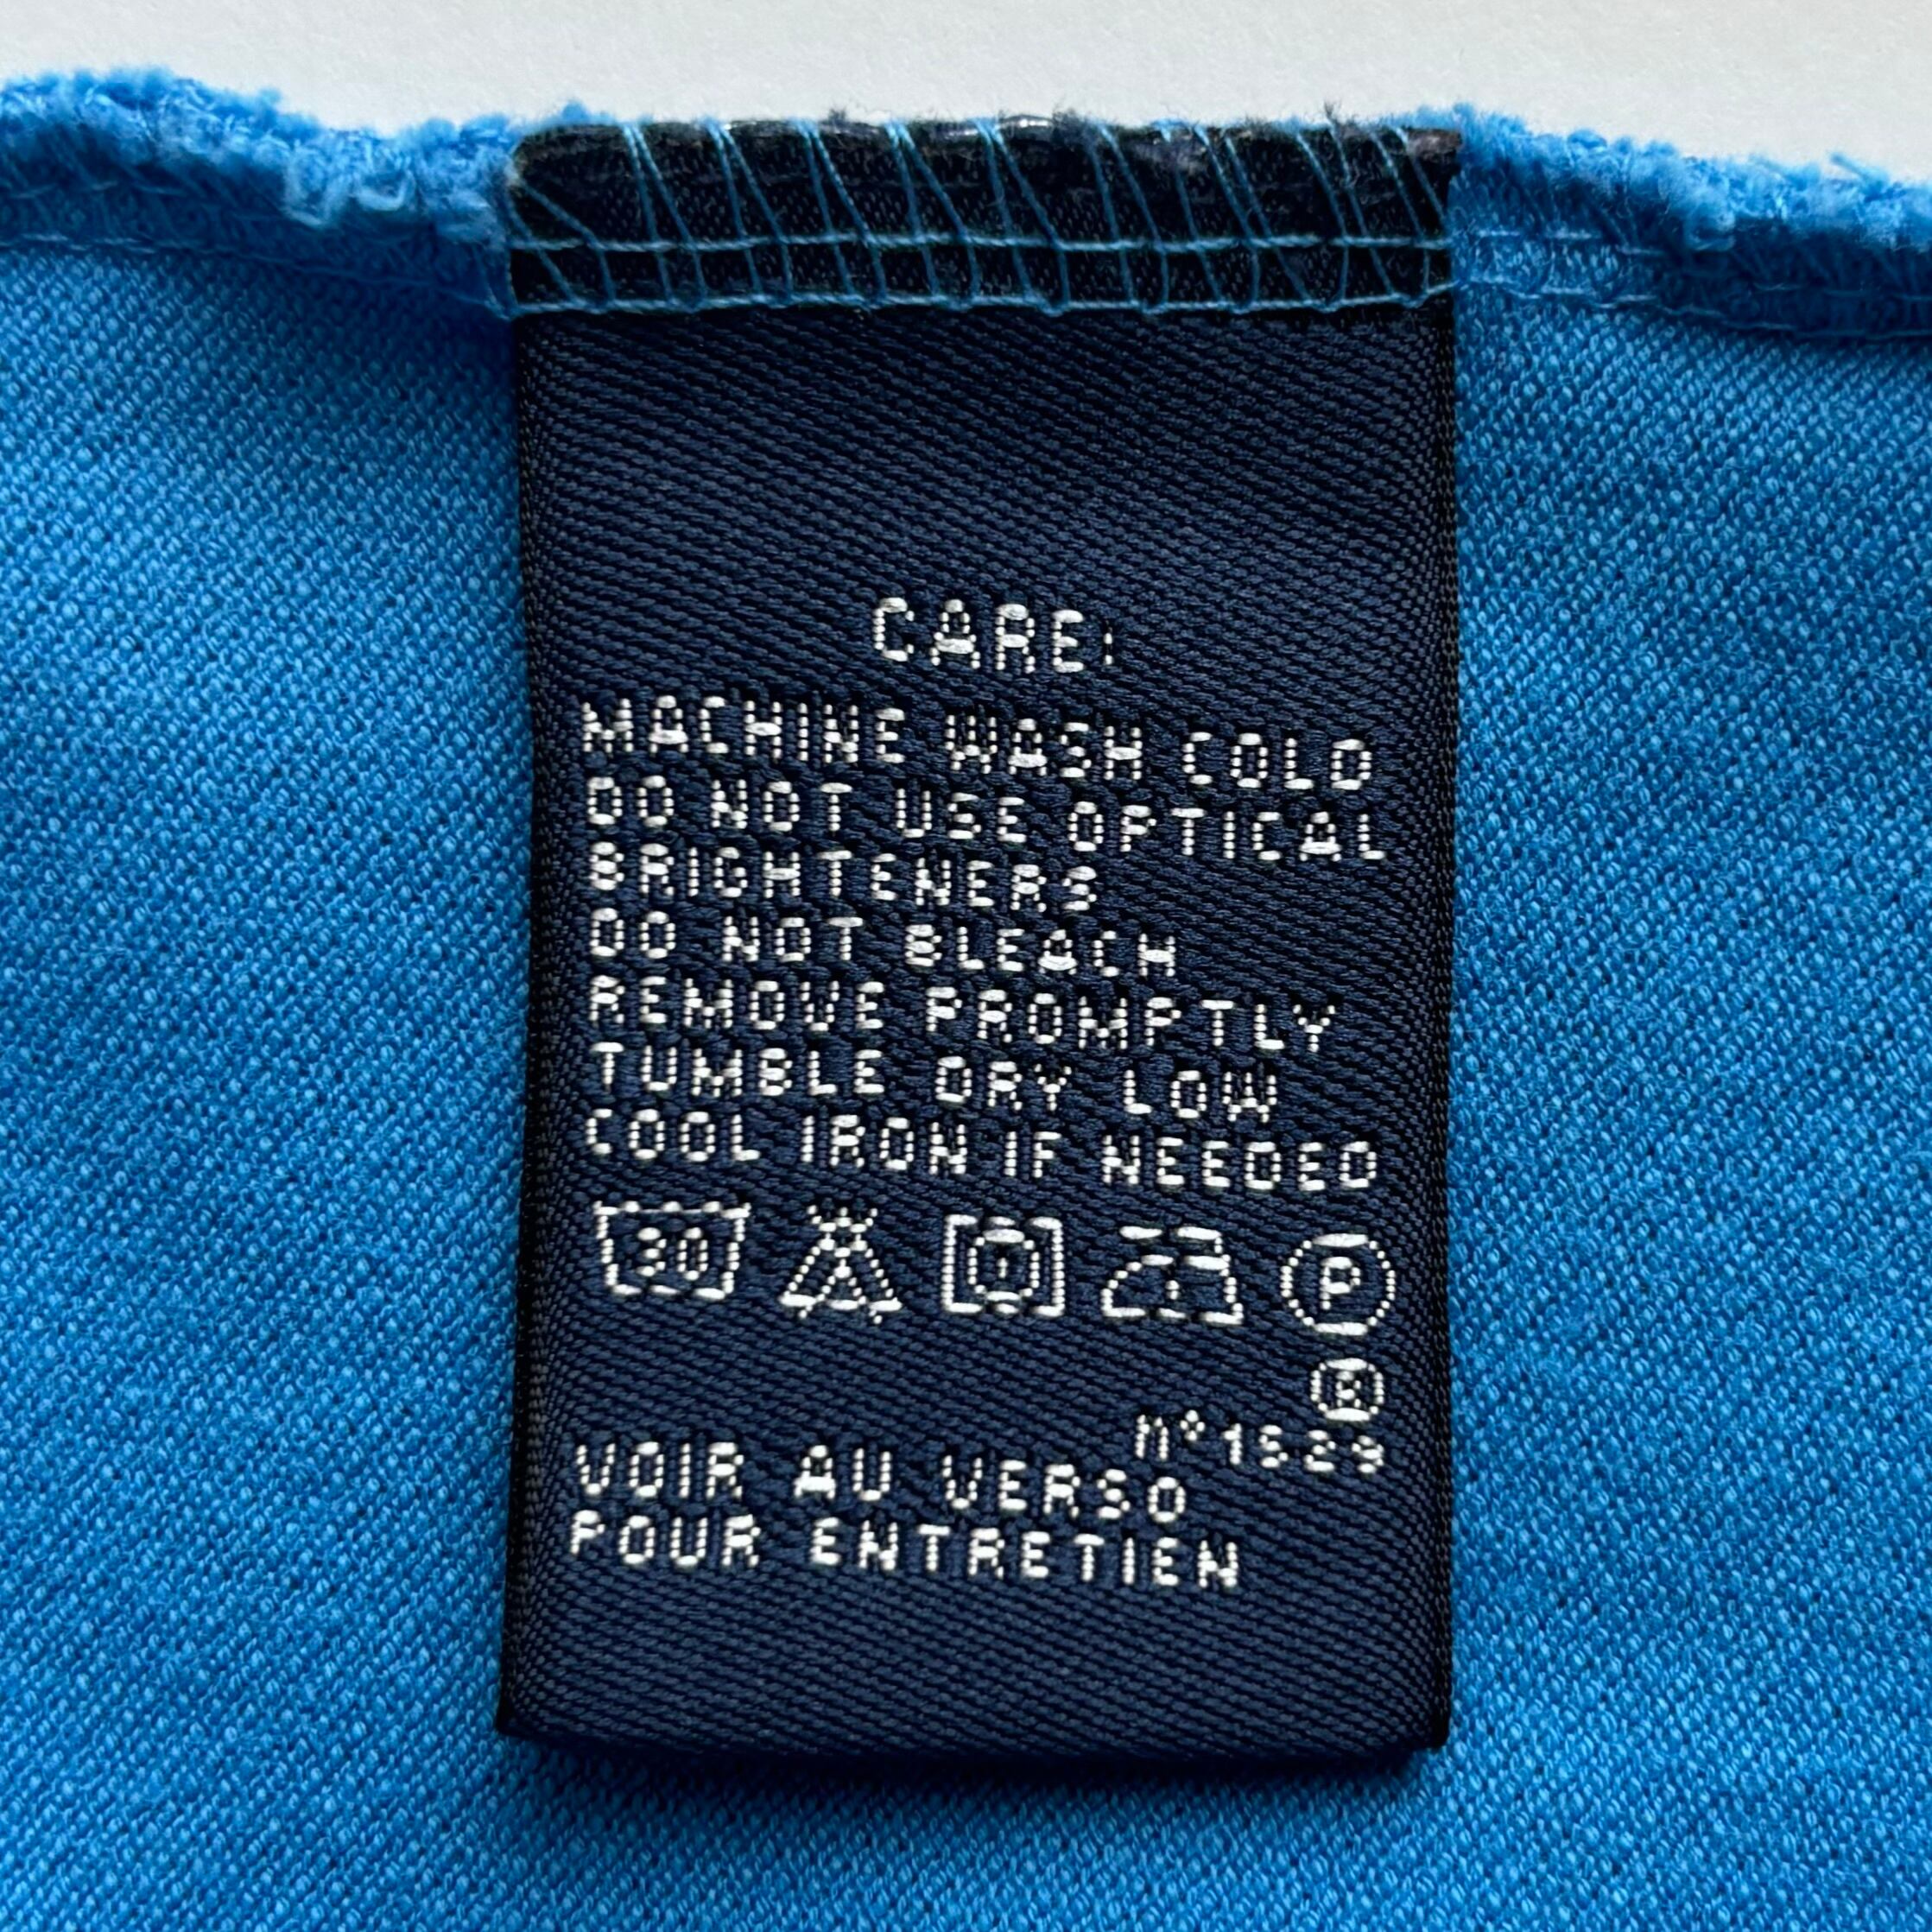 CARE:
MACHINE WASH COLD
DO NOT USE OPTICAL
BRIGHTENERS
DO NOT BLEACH
REMOVE PROMPTLY
TUMBLE DRY LOW
COOL IRON IF NEEDED
30 P
®
n°1529
VOIR AU VERSO
POUR ENTRETIEN